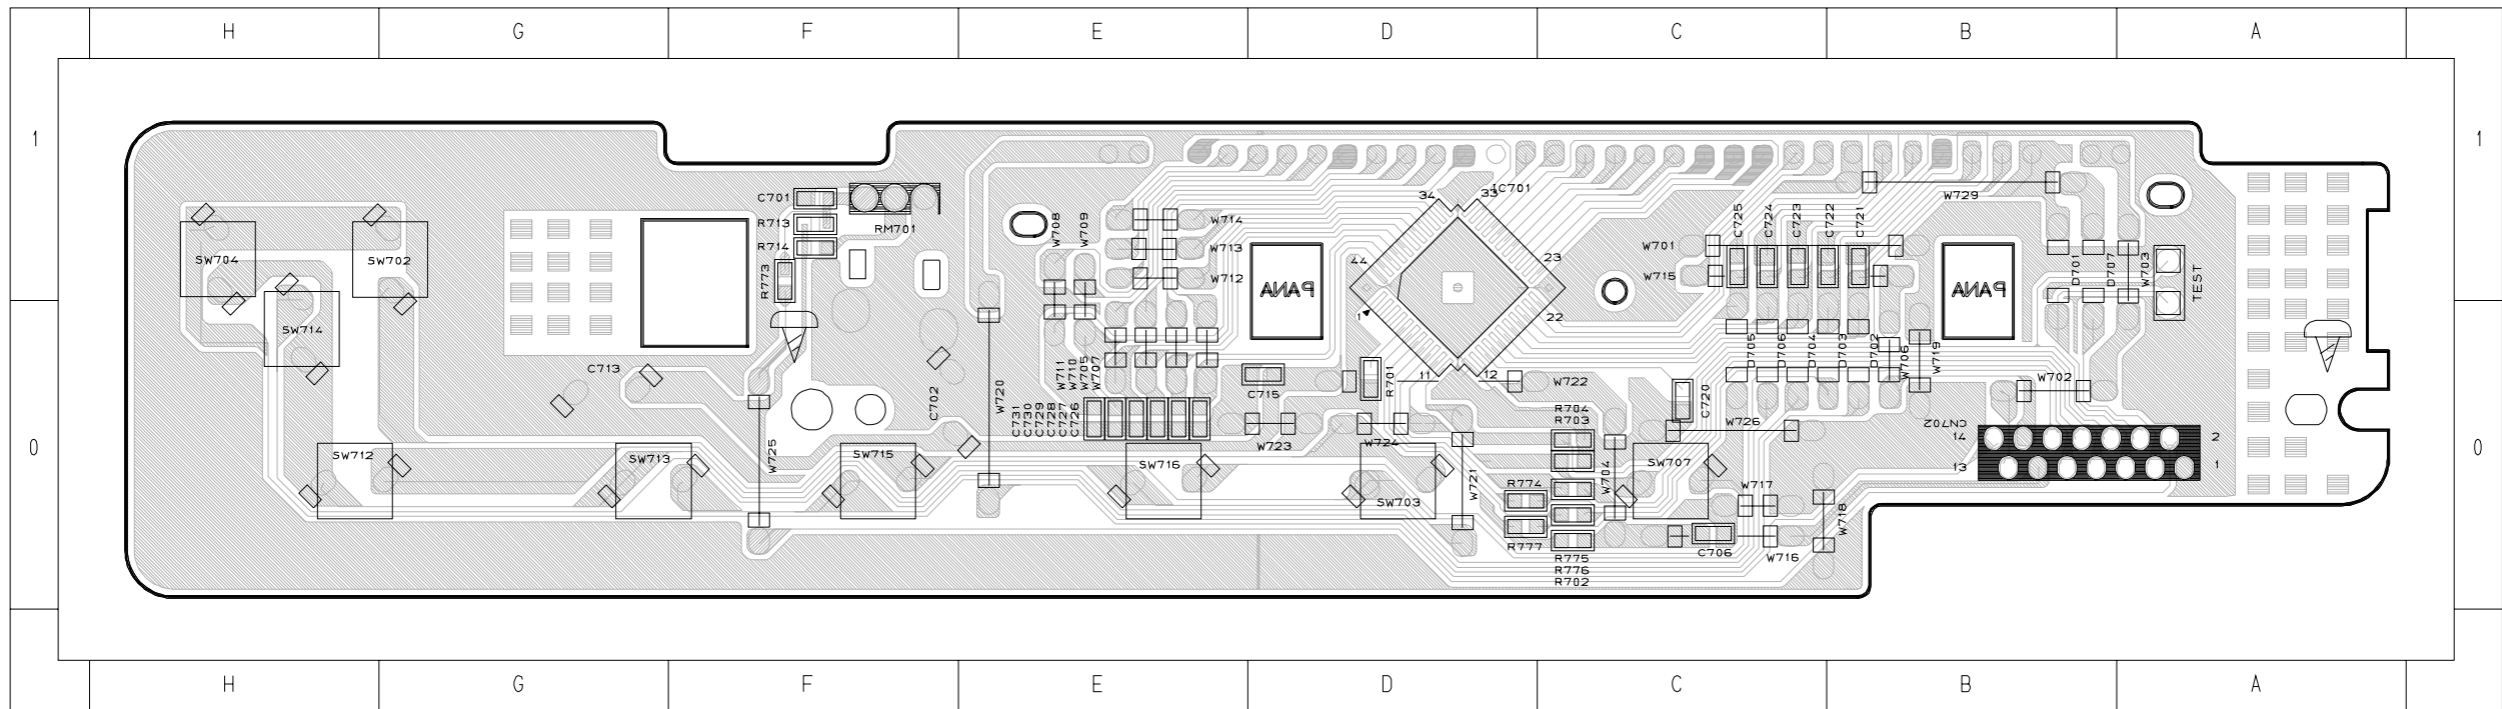 H G F E D C B A
1 1
34 33 IC701
C701
W729
R713
RM701
W708
W709
W714
C725
C724
C723
C722
C721
R714
W713
W701
SW704
SW702
R773
W712
44
23
W715
D701
D707
W703
TEST
PANA
PANA
SW714
1
22
C713
C702
W720
W711
W710
W705
W707
D705
D706
D704
D703
D702
W706
W719
C715
R701
11
12
W722
W702
C731
C730
C729
C728
C727
C726
C720
R704
R703
W726
CN702
14
2
0 0
W723
W724
SW712
SW713
W725
SW715
SW716
SW703
W721
W704
SW707
13
1
R774
W717
W718
R777
R775
R776
R702
C706
W716
H G F E D C B A